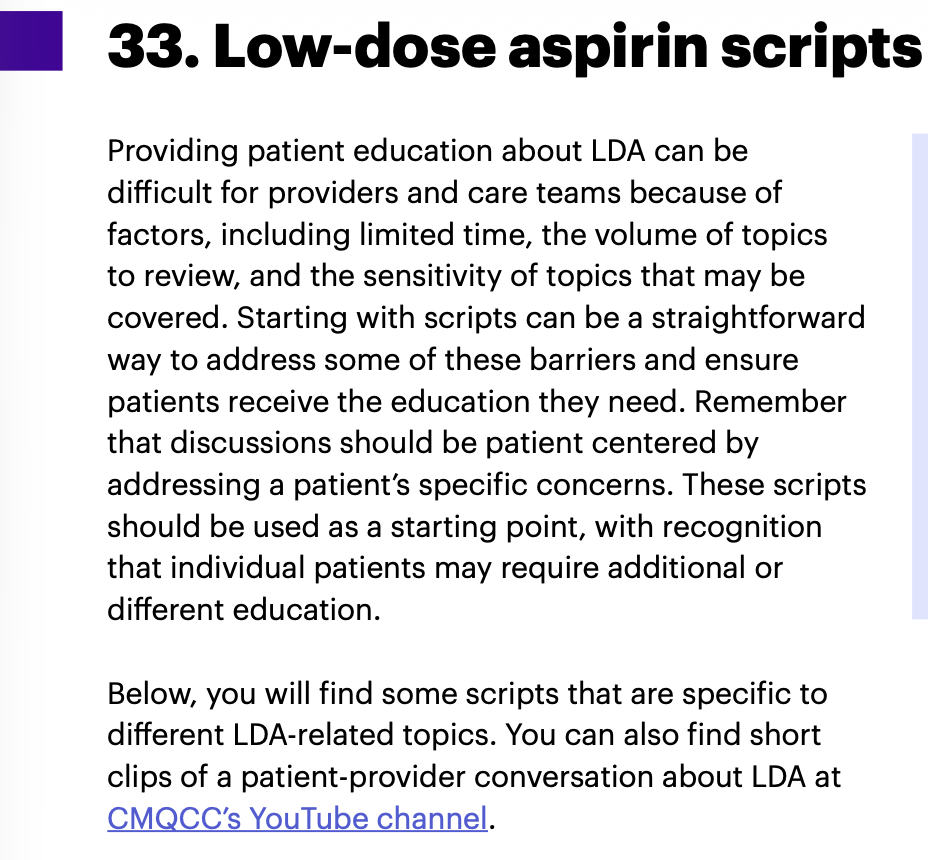 33. Low-dose aspirin scripts
Providing patient education about LDA can be
difficult for providers and care teams because of
factors, including limited time, the volume of topics
to review, and the sensitivity of topics that may be
covered. Starting with scripts can be a straightforward
way to address some of these barriers and ensure
patients receive the education they need. Remember
that discussions should be patient centered by
addressing a patient’s specific concerns. These scripts
should be used as a starting point, with recognition
that individual patients may require additional or
different education.
Below, you will find some scripts that are specific to
different LDA-related topics. You can also find short
clips of a patient-provider conversation about LDA at
CMQCC’s YouTube channel.